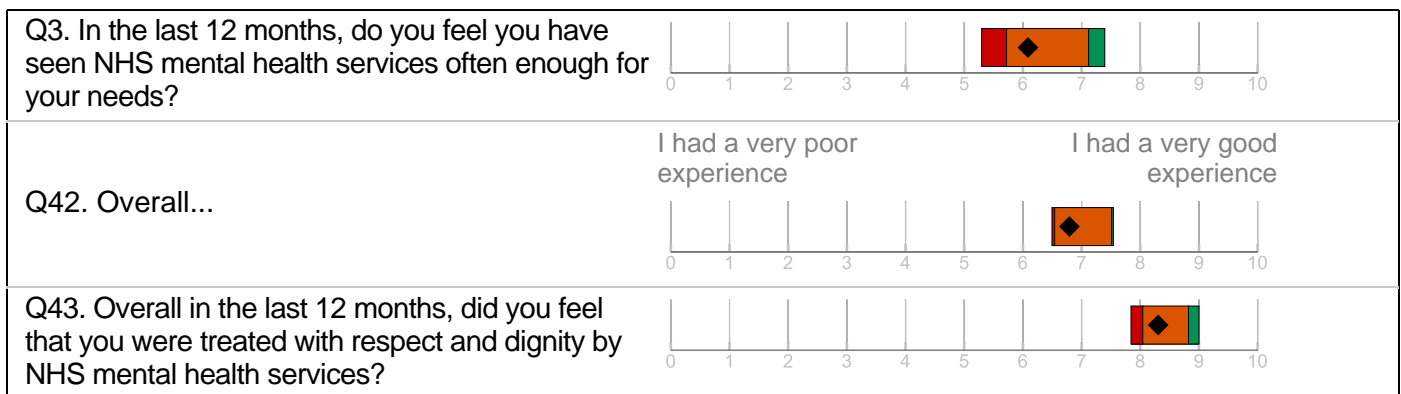 Q3. In the last 12 months, do you feel you have
seen NHS mental health services often enough for
your needs?
0 1 2 3 4 5 6 7 8 9 10
I had a very poor
experience
I had a very good
experience
Q42. Overall...
0 1 2 3 4 5 6 7 8 9 10
Q43. Overall in the last 12 months, did you feel
that you were treated with respect and dignity by
NHS mental health services?
0 1 2 3 4 5 6 7 8 9 10